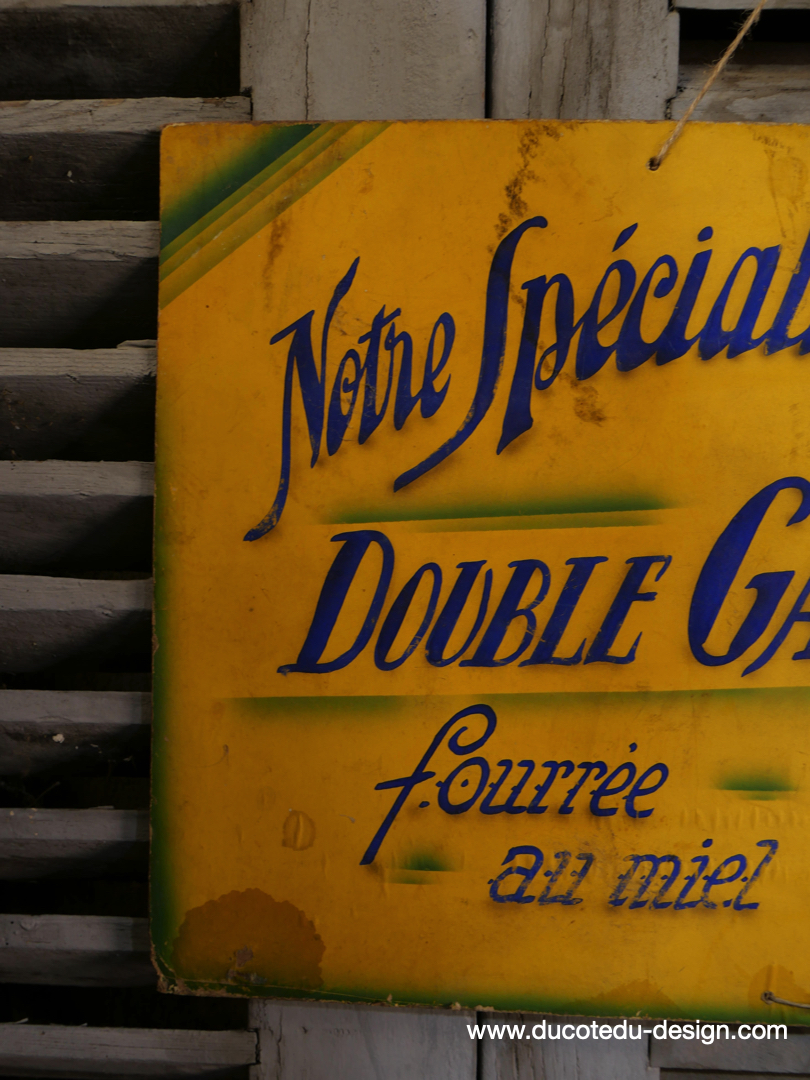 Notre Spécial
DOUBLE GA
fourrée
au miel
www.ducotedu-design.com